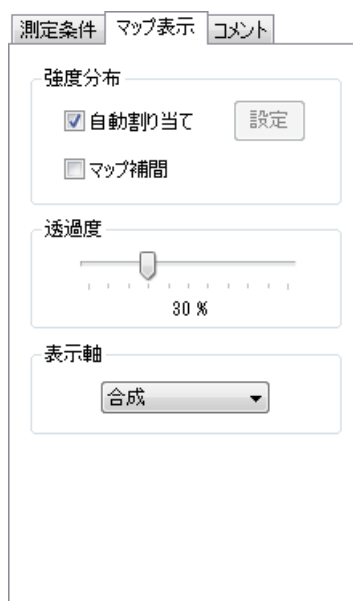 測定条件 マップ表示 コメント
強度分布
自動割り当て 設定
マップ補間
透過度
30 %
表示軸
合成